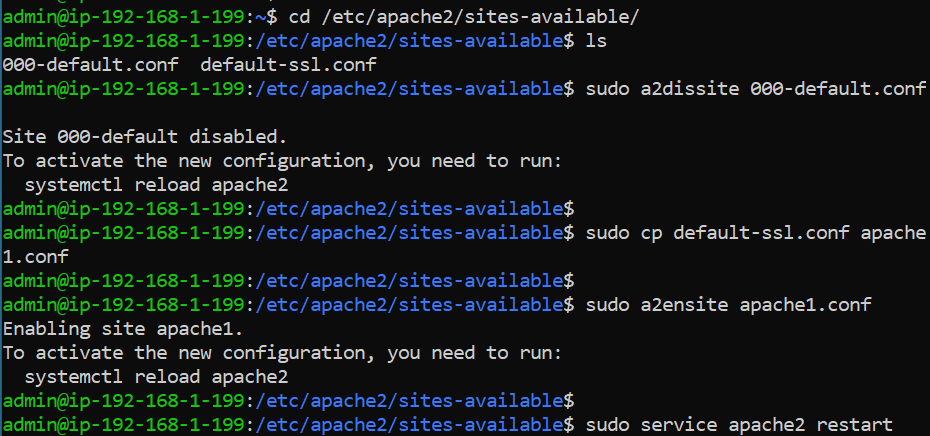 admin@ip-192-168-1-199:~$ cd /etc/apache2/sites-available/
admin@ip-192-168-1-199:/etc/apache2/sites-available$ ls
000-default.conf  default-ssl.conf
admin@ip-192-168-1-199:/etc/apache2/sites-available$ sudo a2dissite 000-default.conf
Site 000-default disabled.
To activate the new configuration, you need to run:
  systemctl reload apache2
admin@ip-192-168-1-199:/etc/apache2/sites-available$
admin@ip-192-168-1-199:/etc/apache2/sites-available$ sudo cp default-ssl.conf apache
1.conf
admin@ip-192-168-1-199:/etc/apache2/sites-available$
admin@ip-192-168-1-199:/etc/apache2/sites-available$ sudo a2ensite apache1.conf
Enabling site apache1.
To activate the new configuration, you need to run:
  systemctl reload apache2
admin@ip-192-168-1-199:/etc/apache2/sites-available$
admin@ip-192-168-1-199:/etc/apache2/sites-available$ sudo service apache2 restart